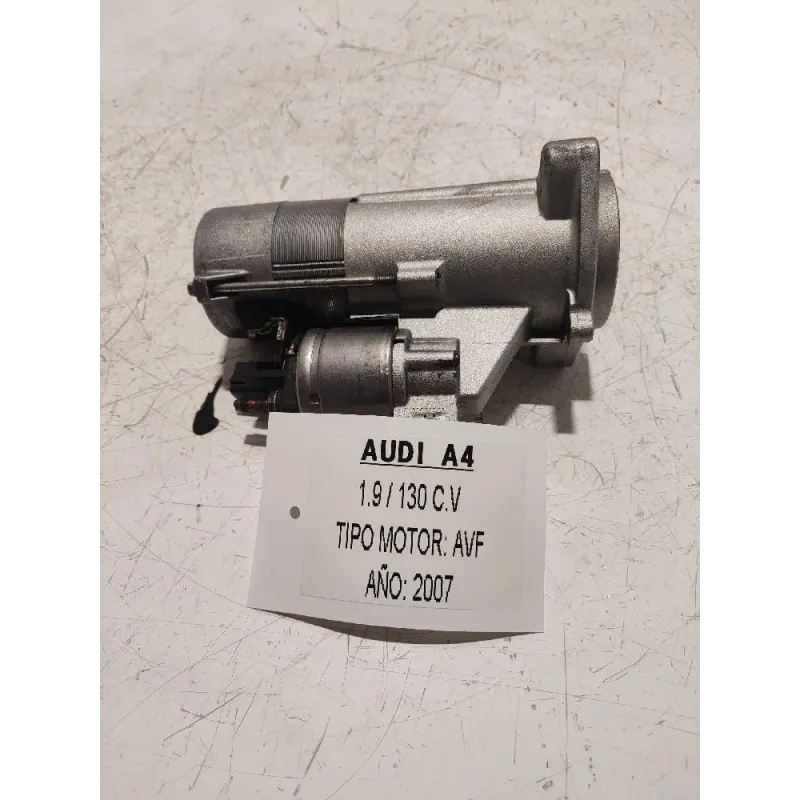 AUDI A4
1.9 / 130 C.V
TIPO MOTOR: AVF
AÑO: 2007